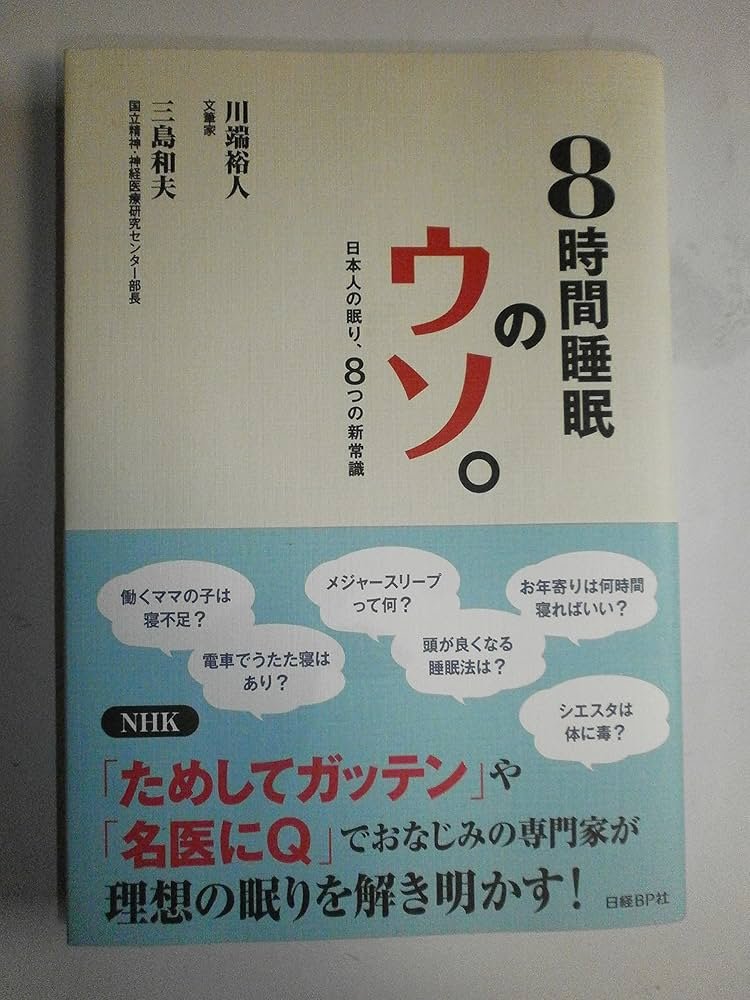 8時間睡眠
の
ウソ。
日本人の眠り、8つの新常識
川端裕人
文筆家
三島和夫
国立精神・神経医療研究センター部長
働くママの子は
寝不足？
メジャースリープ
って何？
お年寄りは何時間
寝ればいい？
電車でうたた寝は
あり？
頭が良くなる
睡眠法は？
シエスタは
体に毒？
NHK
「ためしてガッテン」や
「名医にQ」でおなじみの専門家が
理想の眠りを解き明かす！
日経BP社